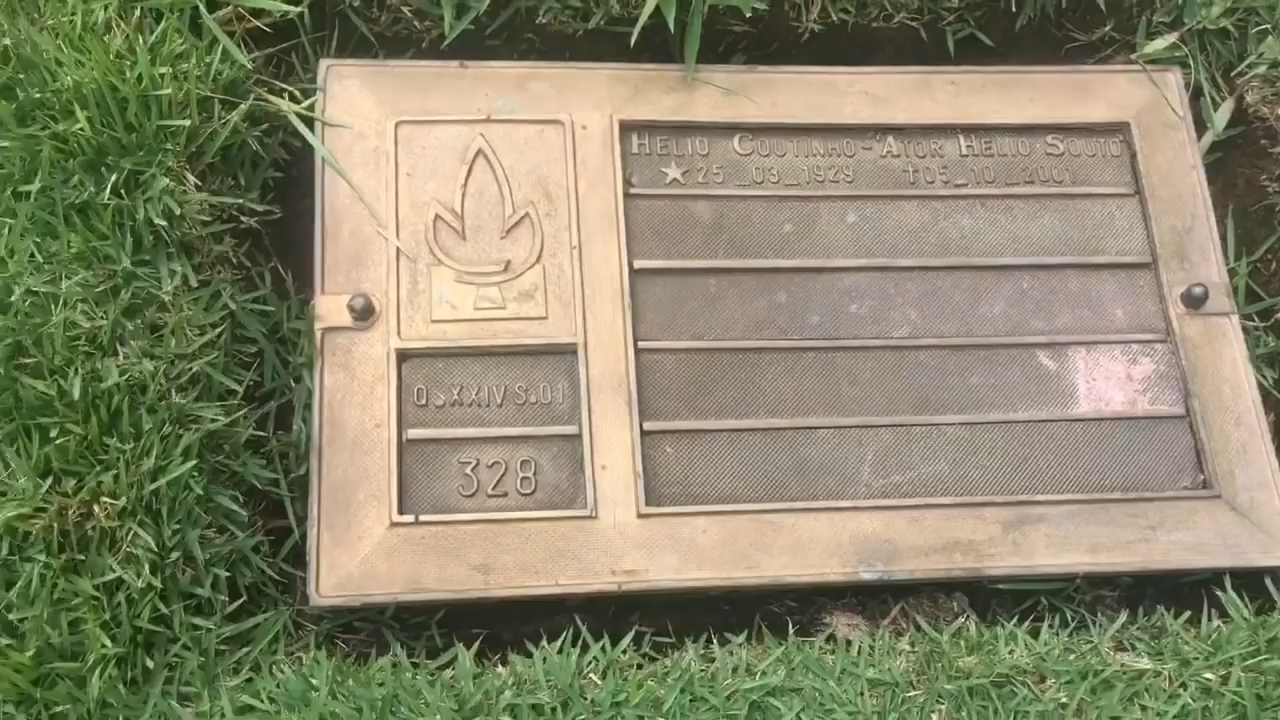 HELIO COUTINHO-"ATOR HELIO SOUTO"
★25_03_1929 ✝05_10_2001
Q.XXIV S.01
328